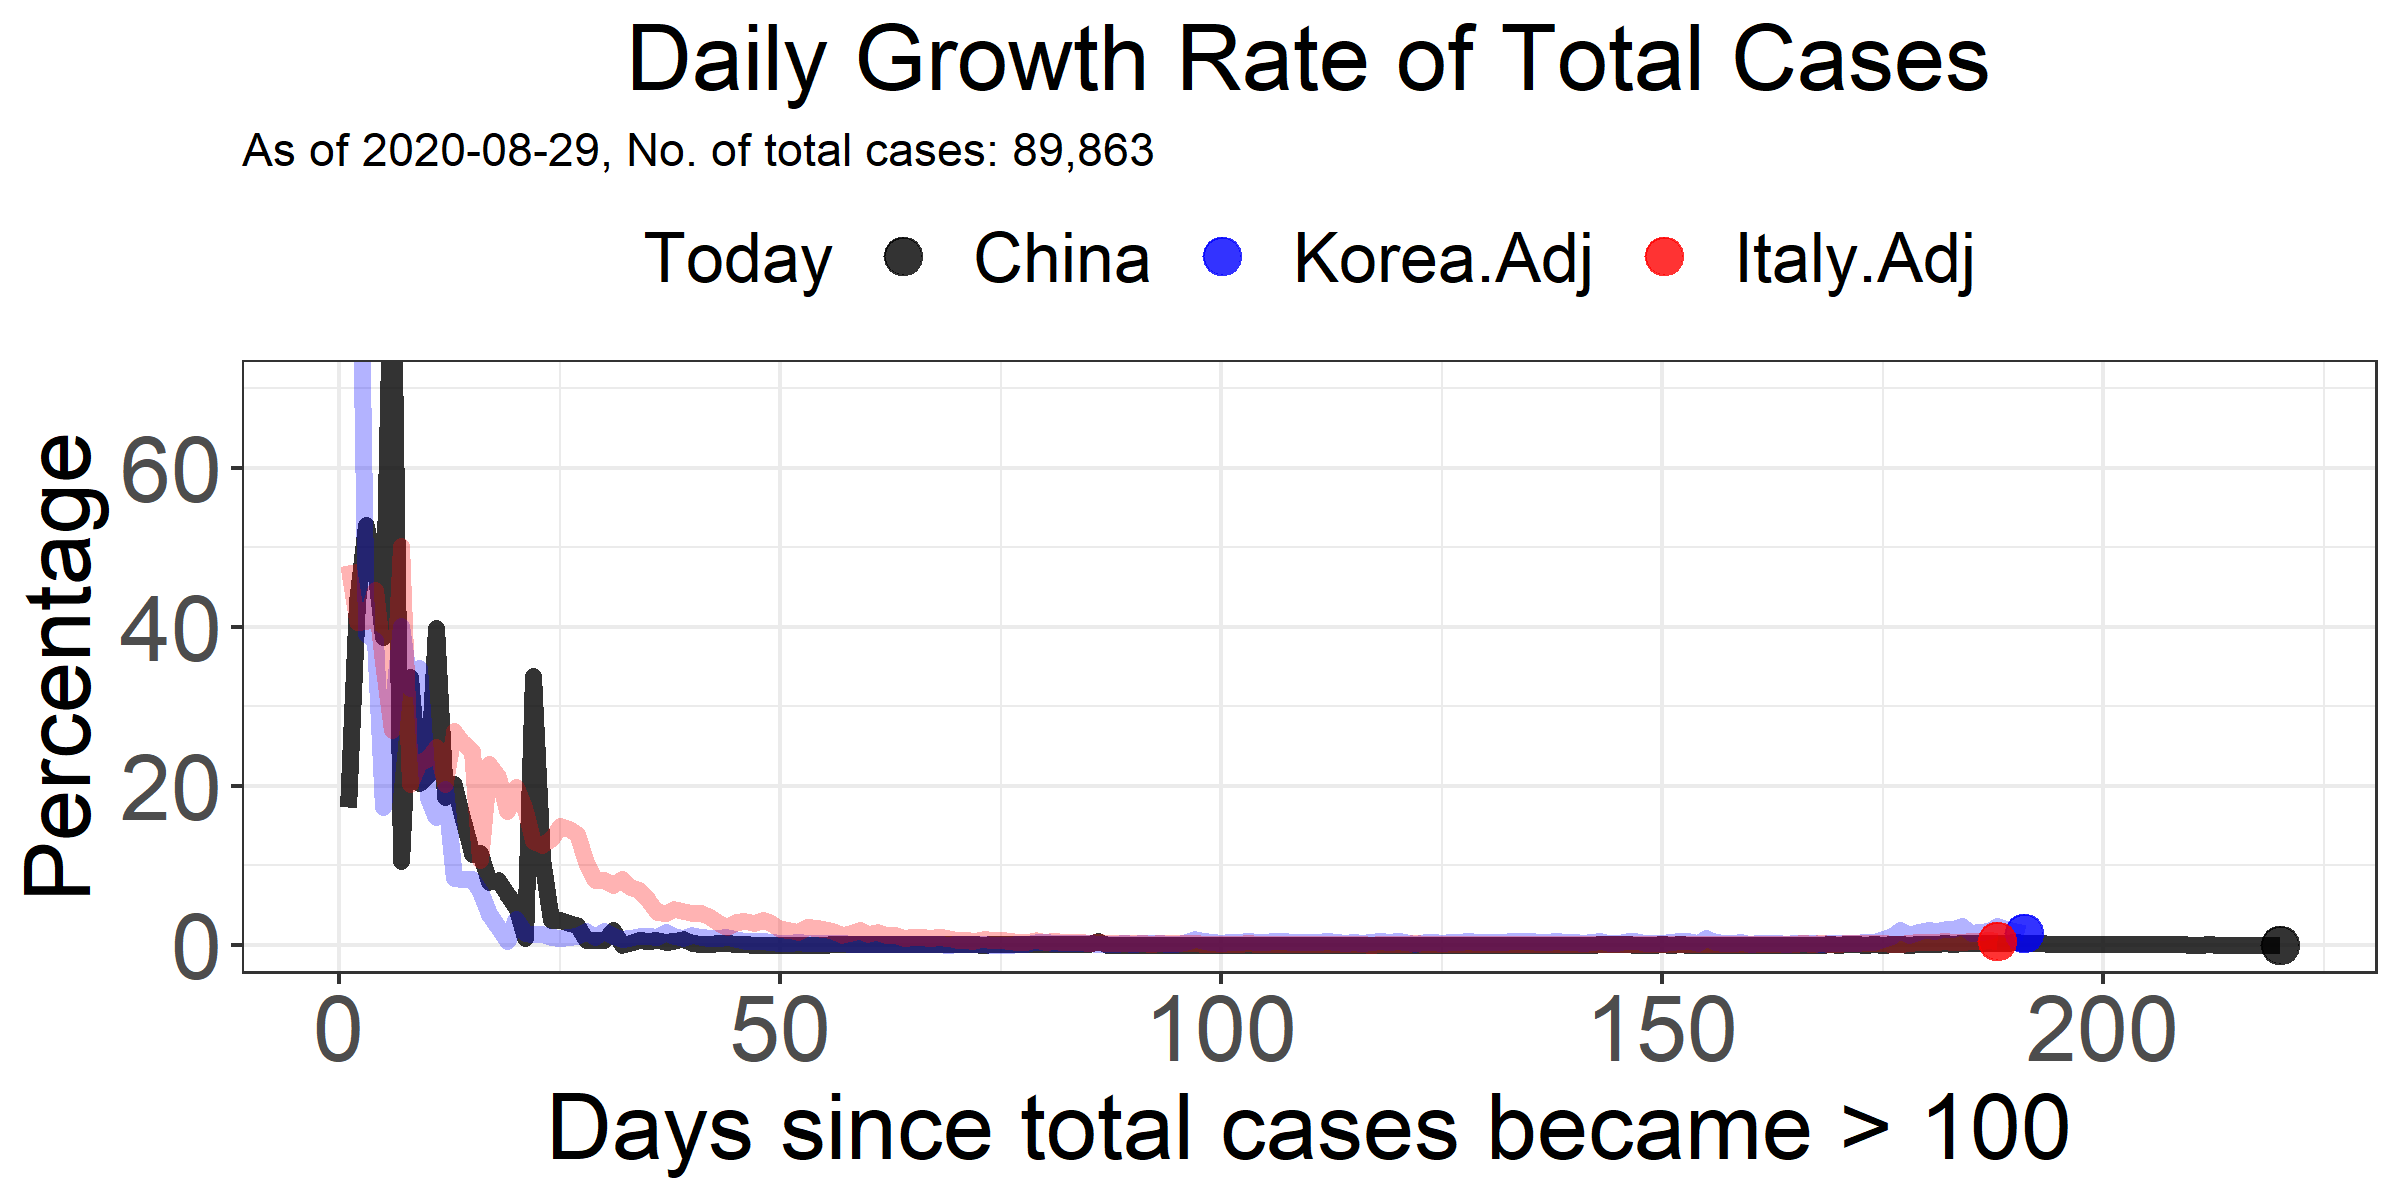 Daily Growth Rate of Total Cases
As of 2020-08-29, No. of total cases: 89,863
Today China Korea.Adj Italy.Adj
Percentage
60
40
20
0
0 50 100 150 200
Days since total cases became > 100